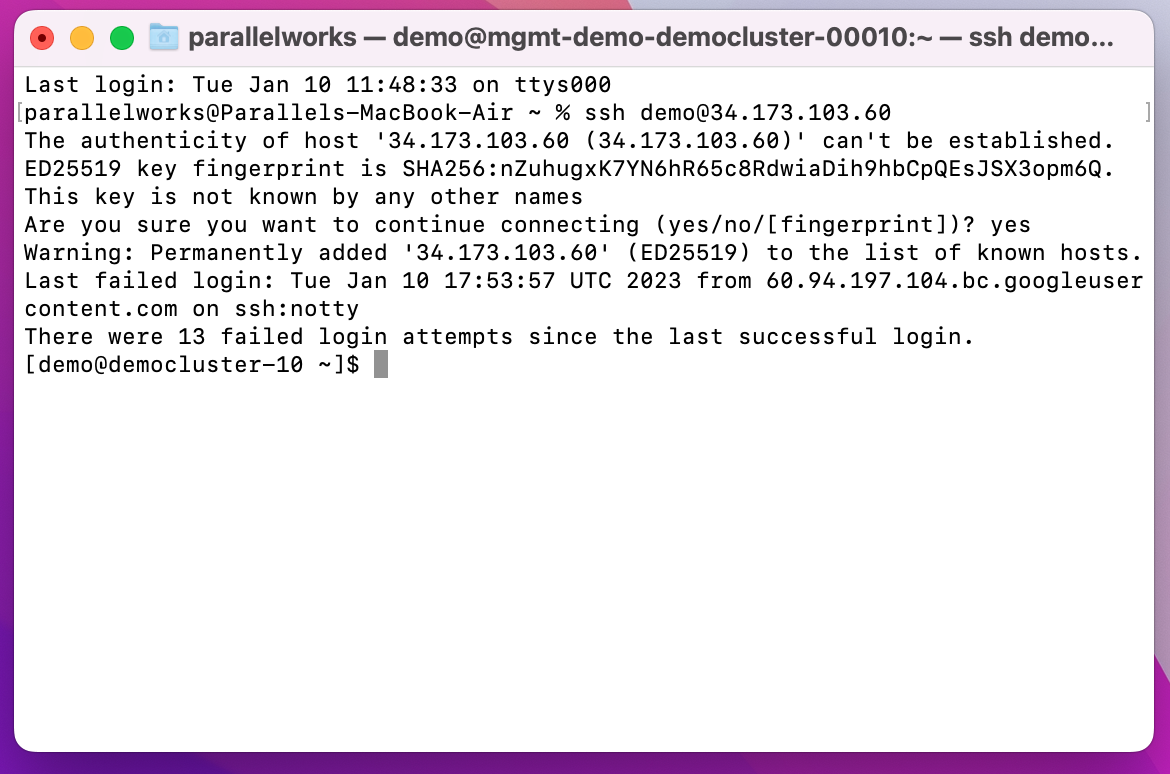 parallelworks — demo@mgmt-demo-democluster-00010:~ — ssh demo...
Last login: Tue Jan 10 11:48:33 on ttys000
[parallelworks@Parallels-MacBook-Air ~ % ssh demo@34.173.103.60 ]
The authenticity of host '34.173.103.60 (34.173.103.60)' can't be established.
ED25519 key fingerprint is SHA256:nZuhugxK7YN6hR65c8RdwiaDih9hbCpQEsJSX3opm6Q.
This key is not known by any other names
Are you sure you want to continue connecting (yes/no/[fingerprint])? yes
Warning: Permanently added '34.173.103.60' (ED25519) to the list of known hosts.
Last failed login: Tue Jan 10 17:53:57 UTC 2023 from 60.94.197.104.bc.googleuser
content.com on ssh:notty
There were 13 failed login attempts since the last successful login.
[demo@democluster-10 ~]$